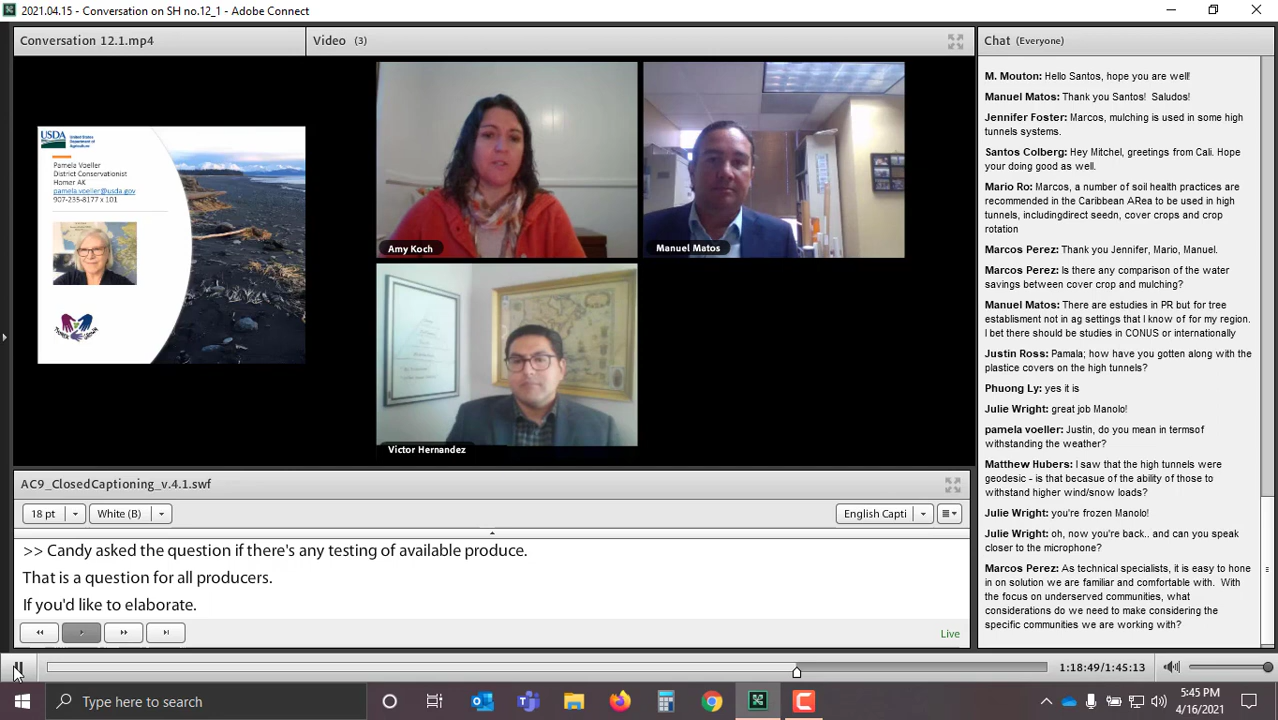 2021.04.15 - Conversation on SH no.12_1 - Adobe Connect
Conversation 12.1.mp4
Video (3)
USDA
United States
Department of
Agriculture
Pamela Voeller
District Conservationist
Homer AK
pamela.voeller@usda.gov
907-235-8177 x 101
Amy Koch
Manuel Matos
Victor Hernandez
AC9_ClosedCaptioning_v.4.1.swf
18 pt
White (B)
English Capti
>> Candy asked the question if there's any testing of available produce.
That is a question for all producers.
If you'd like to elaborate.
Live
Chat (Everyone)
M. Mouton: Hello Santos, hope you are well!
Manuel Matos: Thank you Santos! Saludos!
Jennifer Foster: Marcos, mulching is used in some high
tunnels systems.
Santos Colberg: Hey Mitchel, greetings from Cali. Hope
your doing good as well.
Mario Ro: Marcos, a number of soil health practices are
recommended in the Caribbean ARea to be used in high
tunnels, includingdirect seedn, cover crops and crop
rotation
Marcos Perez: Thank you Jennifer, Mario, Manuel.
Marcos Perez: Is there any comparison of the water
savings between cover crop and mulching?
Manuel Matos: There are estudies in PR but for tree
establisment not in ag settings that I know of for my region.
I bet there should be studies in CONUS or internationally
Justin Ross: Pamala; how have you gotten along with the
plastice covers on the high tunnels?
Phuong Ly: yes it is
Julie Wright: great job Manolo!
pamela voeller: Justin, do you mean in termsof
withstanding the weather?
Matthew Hubers: I saw that the high tunnels were
geodesic - is that becasue of the ability of those to
withstand higher wind/snow loads?
Julie Wright: you're frozen Manolo!
Julie Wright: oh, now you're back.. and can you speak
closer to the microphone?
Marcos Perez: As technical specialists, it is easy to hone
in on solution we are familiar and comfortable with. With
the focus on underserved communities, what
considerations do we need to make considering the
specific communities we are working with?
1:18:49/1:45:13
Type here to search
5:45 PM
4/16/2021